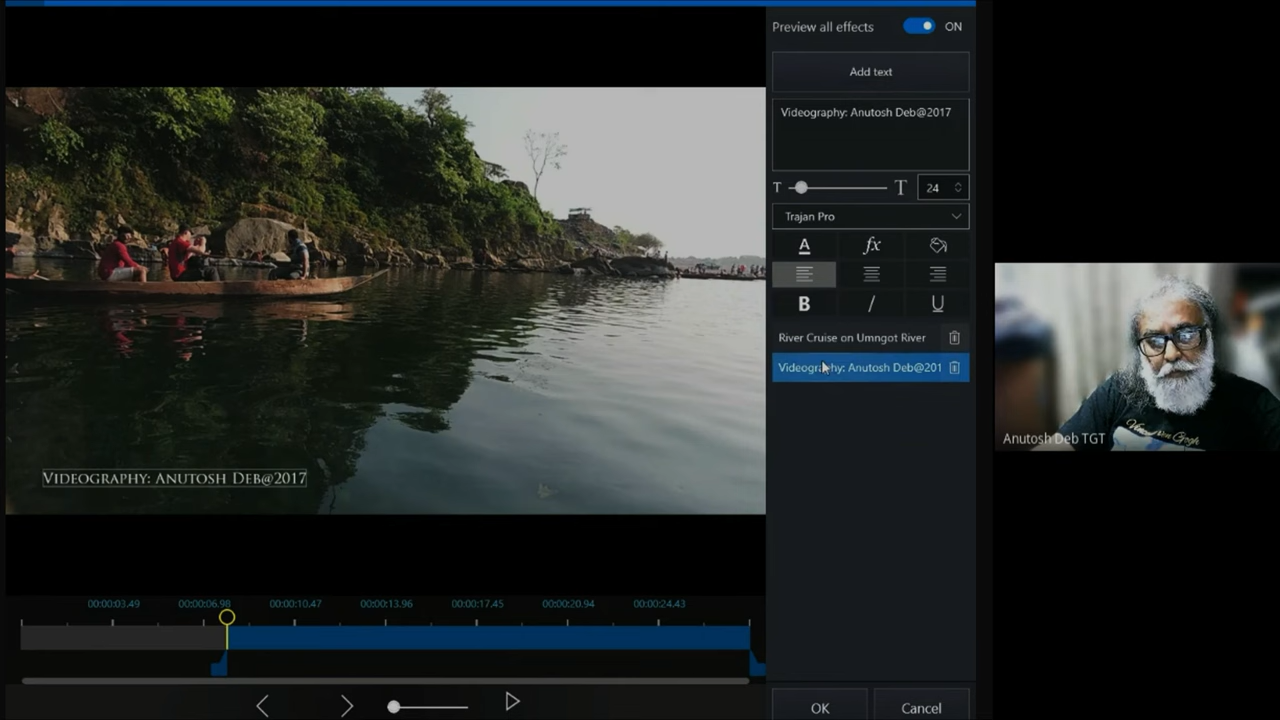 Preview all effects
ON
Add text
Videography: Anutosh Deb@2017
T
T
24
Trajan Pro
A
fx
B
I
U
River Cruise on Umngot River
Videography: Anutosh Deb@201
VIDEOGRAPHY: ANUTOSH DEB@2017
Vincent van Gogh
Anutosh Deb TGT
00:00:03.49
00:00:06.98
00:00:10.47
00:00:13.96
00:00:17.45
00:00:20.94
00:00:24.43
OK
Cancel